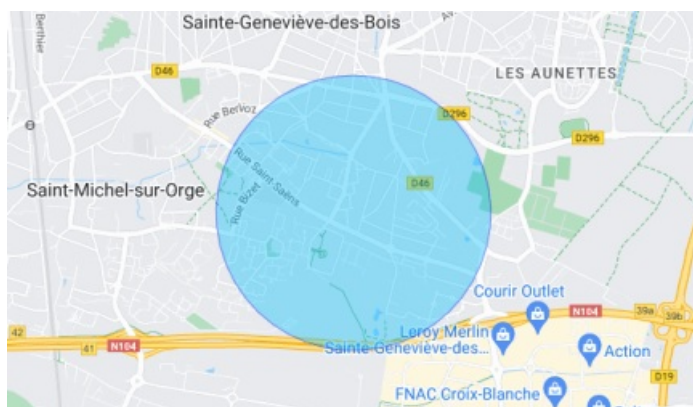 Berthier
Sainte-Geneviève-des-Bois
Av
D46
LES AUNETTES
Rue Berlioz
D296
D296
Rue Saint Saëns
Saint-Michel-sur-Orge
Rue Bizet
D46
Courir Outlet
42
N104
39a
39b
41
N104
Leroy Merlin
Sainte Geneviève des...
Action
D19
FNAC Croix-Blanche